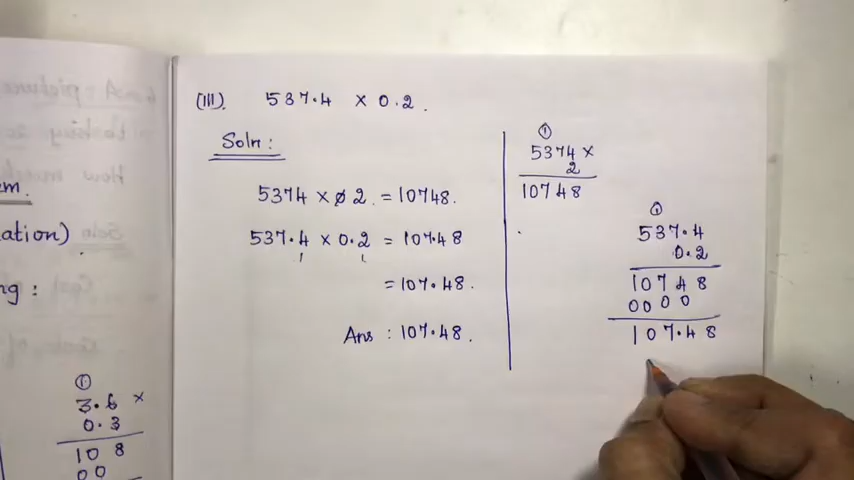 m.
ation)
ng :
①
3.6 ×
0.3
108
00
(III). 537.4 × 0.2.
Soln :
5374 × 02 = 10748.
537.4 × 0.2 = 107.48
= 107.48.
Ans : 107.48.
①
5374 ×
2
10748
①
537.4
0.2
10748
0000
107.48